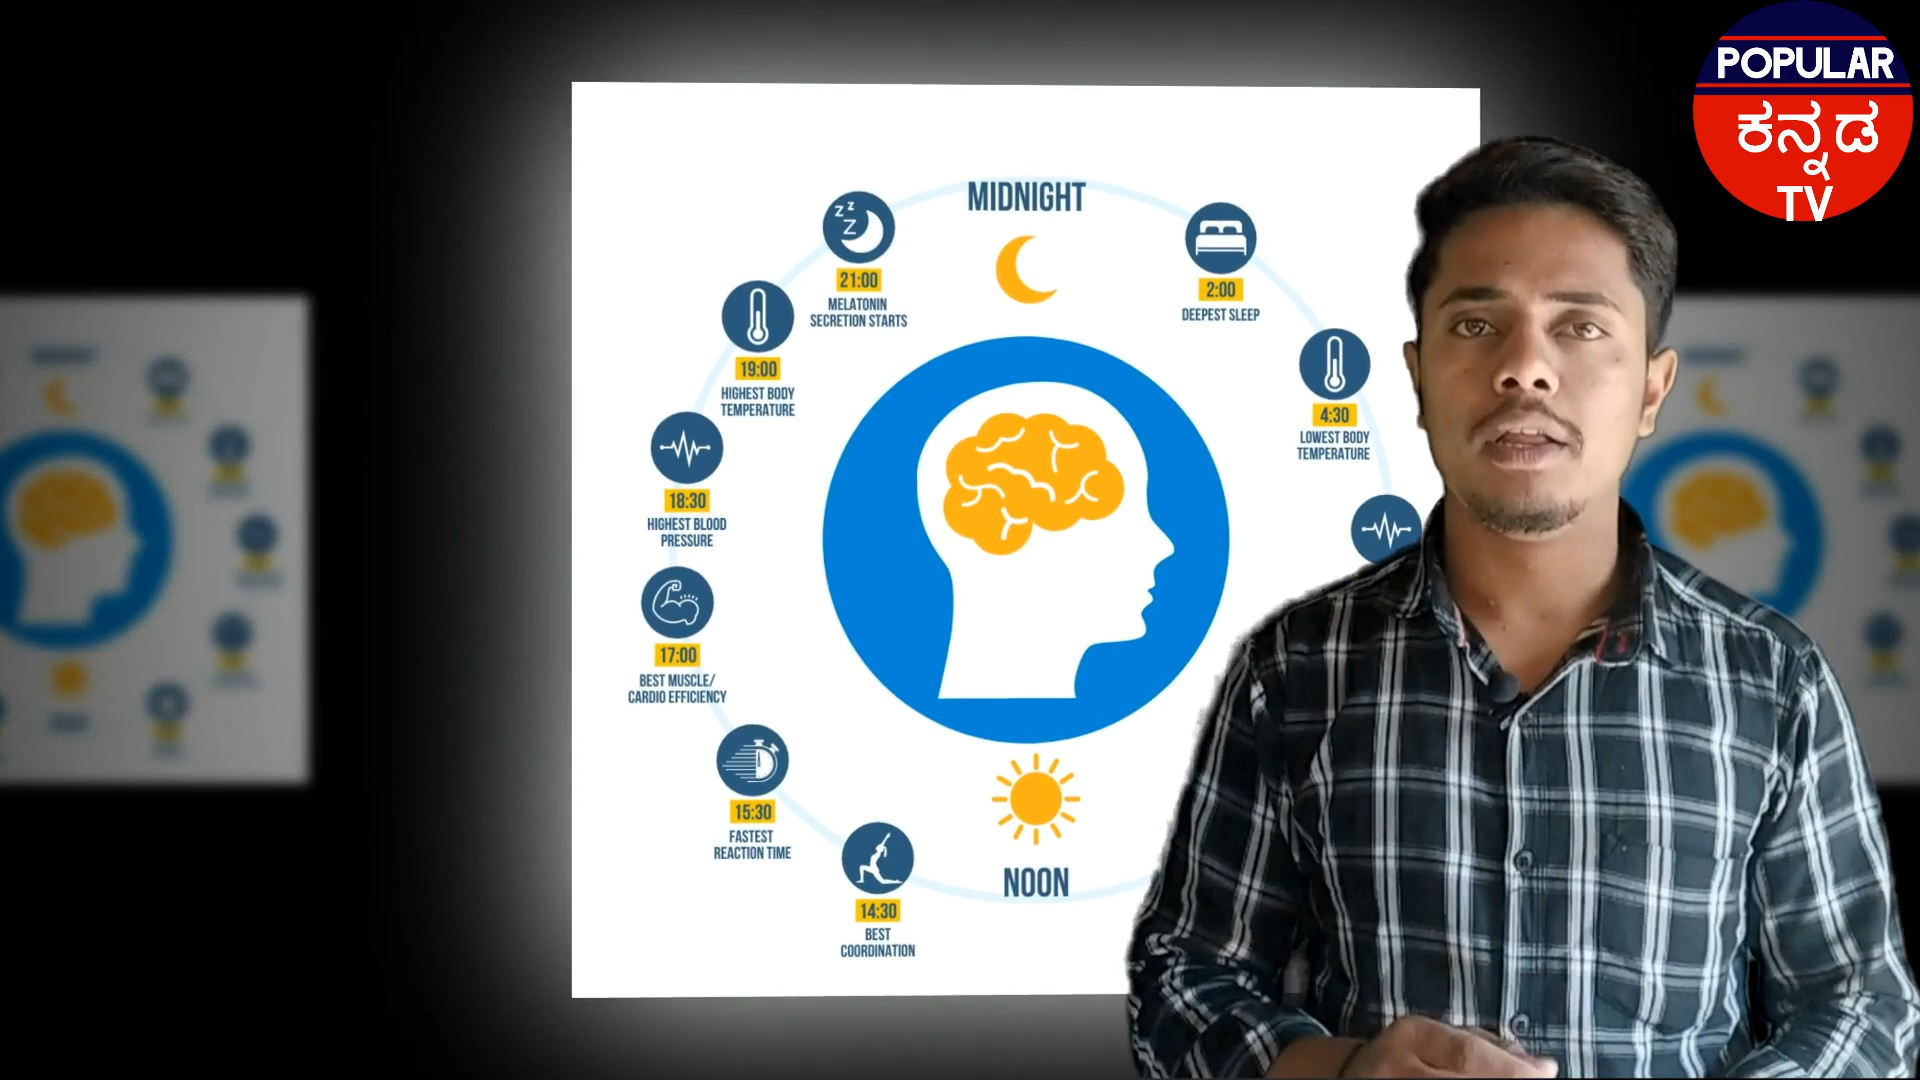 POPULAR
ಕನ್ನಡ
TV
MIDNIGHT
21:00
MELATONIN
SECRETION STARTS
2:00
DEEPEST SLEEP
19:00
HIGHEST BODY
TEMPERATURE
4:30
LOWEST BODY
TEMPERATURE
18:30
HIGHEST BLOOD
PRESSURE
17:00
BEST MUSCLE/
CARDIO EFFICIENCY
15:30
FASTEST
REACTION TIME
14:30
BEST
COORDINATION
NOON